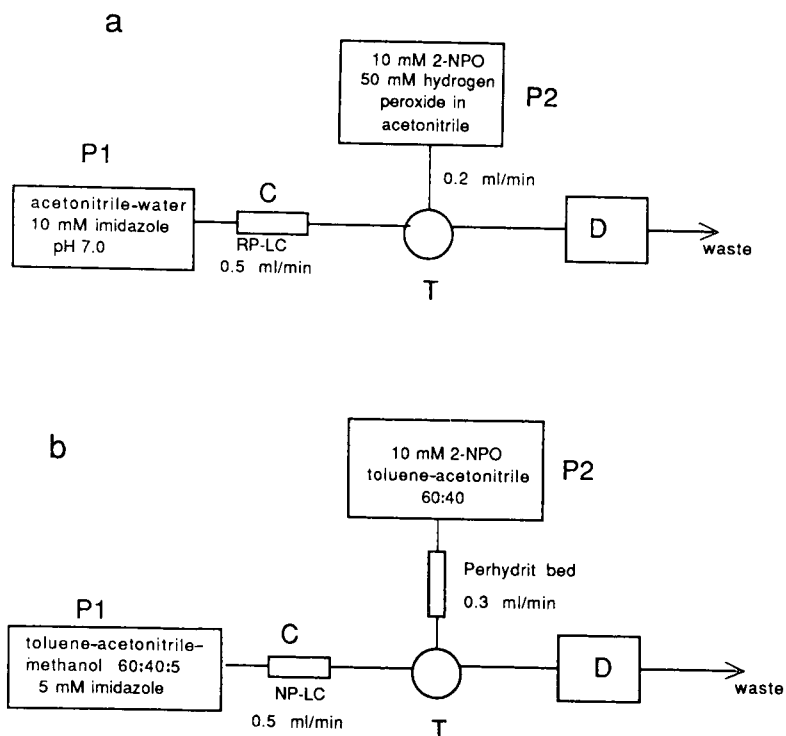 a
10 mM 2-NPO
50 mM hydrogen
peroxide in
acetonitrile
P2
0.2 ml/min
P1
acetonitrile-water
10 mM imidazole
pH 7.0
C
RP-LC
0.5 ml/min
T
D
waste
b
10 mM 2-NPO
toluene-acetonitrile
60:40
P2
Perhydrit bed
0.3 ml/min
P1
toluene-acetonitrile-
methanol 60:40:5
5 mM imidazole
C
NP-LC
0.5 ml/min
T
D
waste